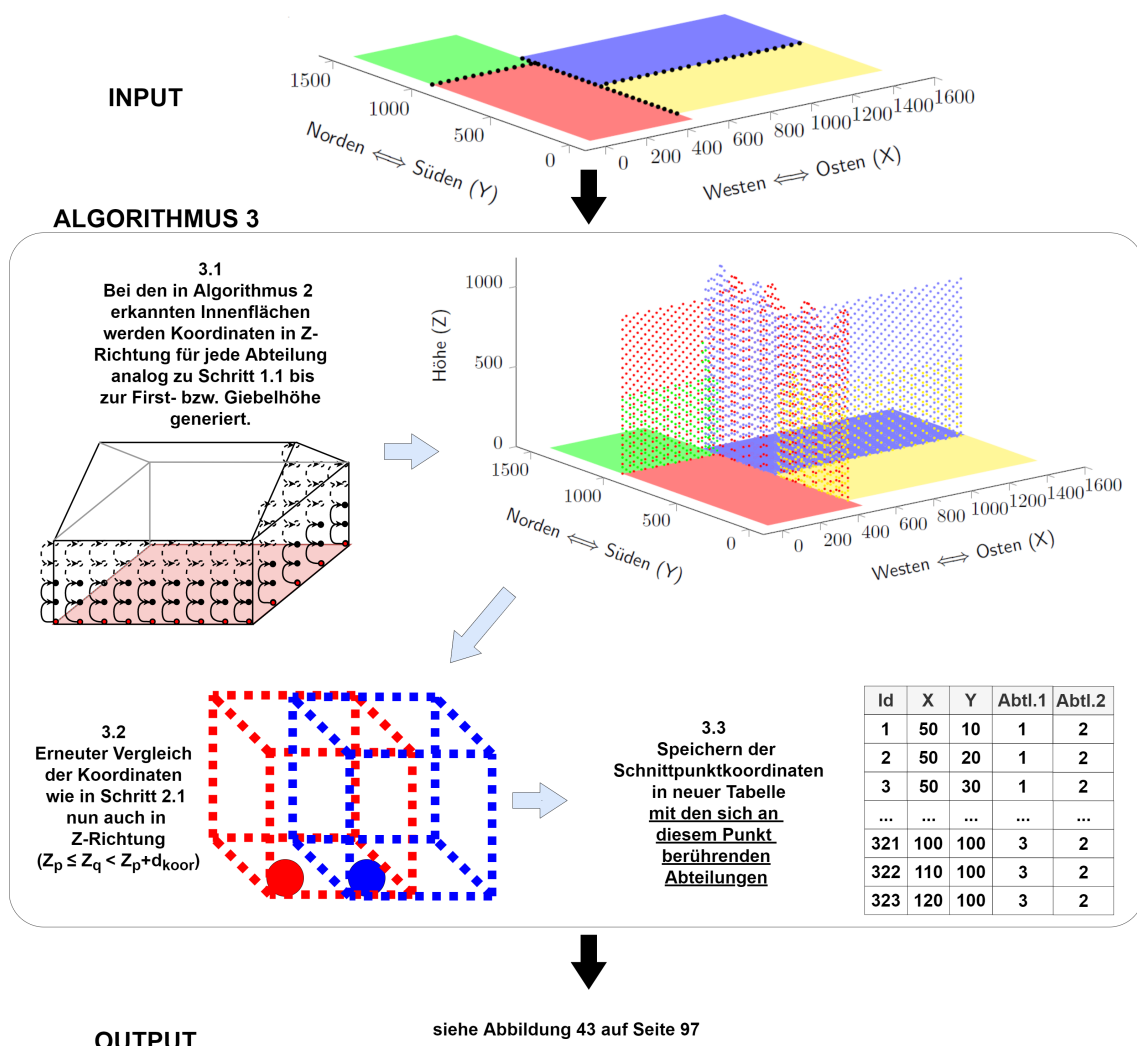 INPUT
1500
1000
500
0
Norden ⟺ Süden (Y)
0
200
400
600
800
1000
1200
1400
1600
Westen ⟺ Osten (X)
ALGORITHMUS 3
3.1
Bei den in Algorithmus 2
erkannten Innenflächen
werden Koordinaten in Z-
Richtung für jede Abteilung
analog zu Schritt 1.1 bis
zur First- bzw. Giebelhöhe
generiert.
Höhe (Z)
1000
500
0
1500
1000
500
0
Norden ⟺ Süden (Y)
0
200
400
600
800
1000
1200
1400
1600
Westen ⟺ Osten (X)
3.2
Erneuter Vergleich
der Koordinaten
wie in Schritt 2.1
nun auch in
Z-Richtung
(Zp ≤ Zq < Zp+dkoor)
3.3
Speichern der
Schnittpunktkoordinaten
in neuer Tabelle
mit den sich an
diesem Punkt
berührenden
Abteilungen
Id X Y Abtl.1 Abtl.2
1 50 10 1 2
2 50 20 1 2
3 50 30 1 2
... ... ... ... ...
321 100 100 3 2
322 110 100 3 2
323 120 100 3 2
siehe Abbildung 43 auf Seite 97
OUTPUT